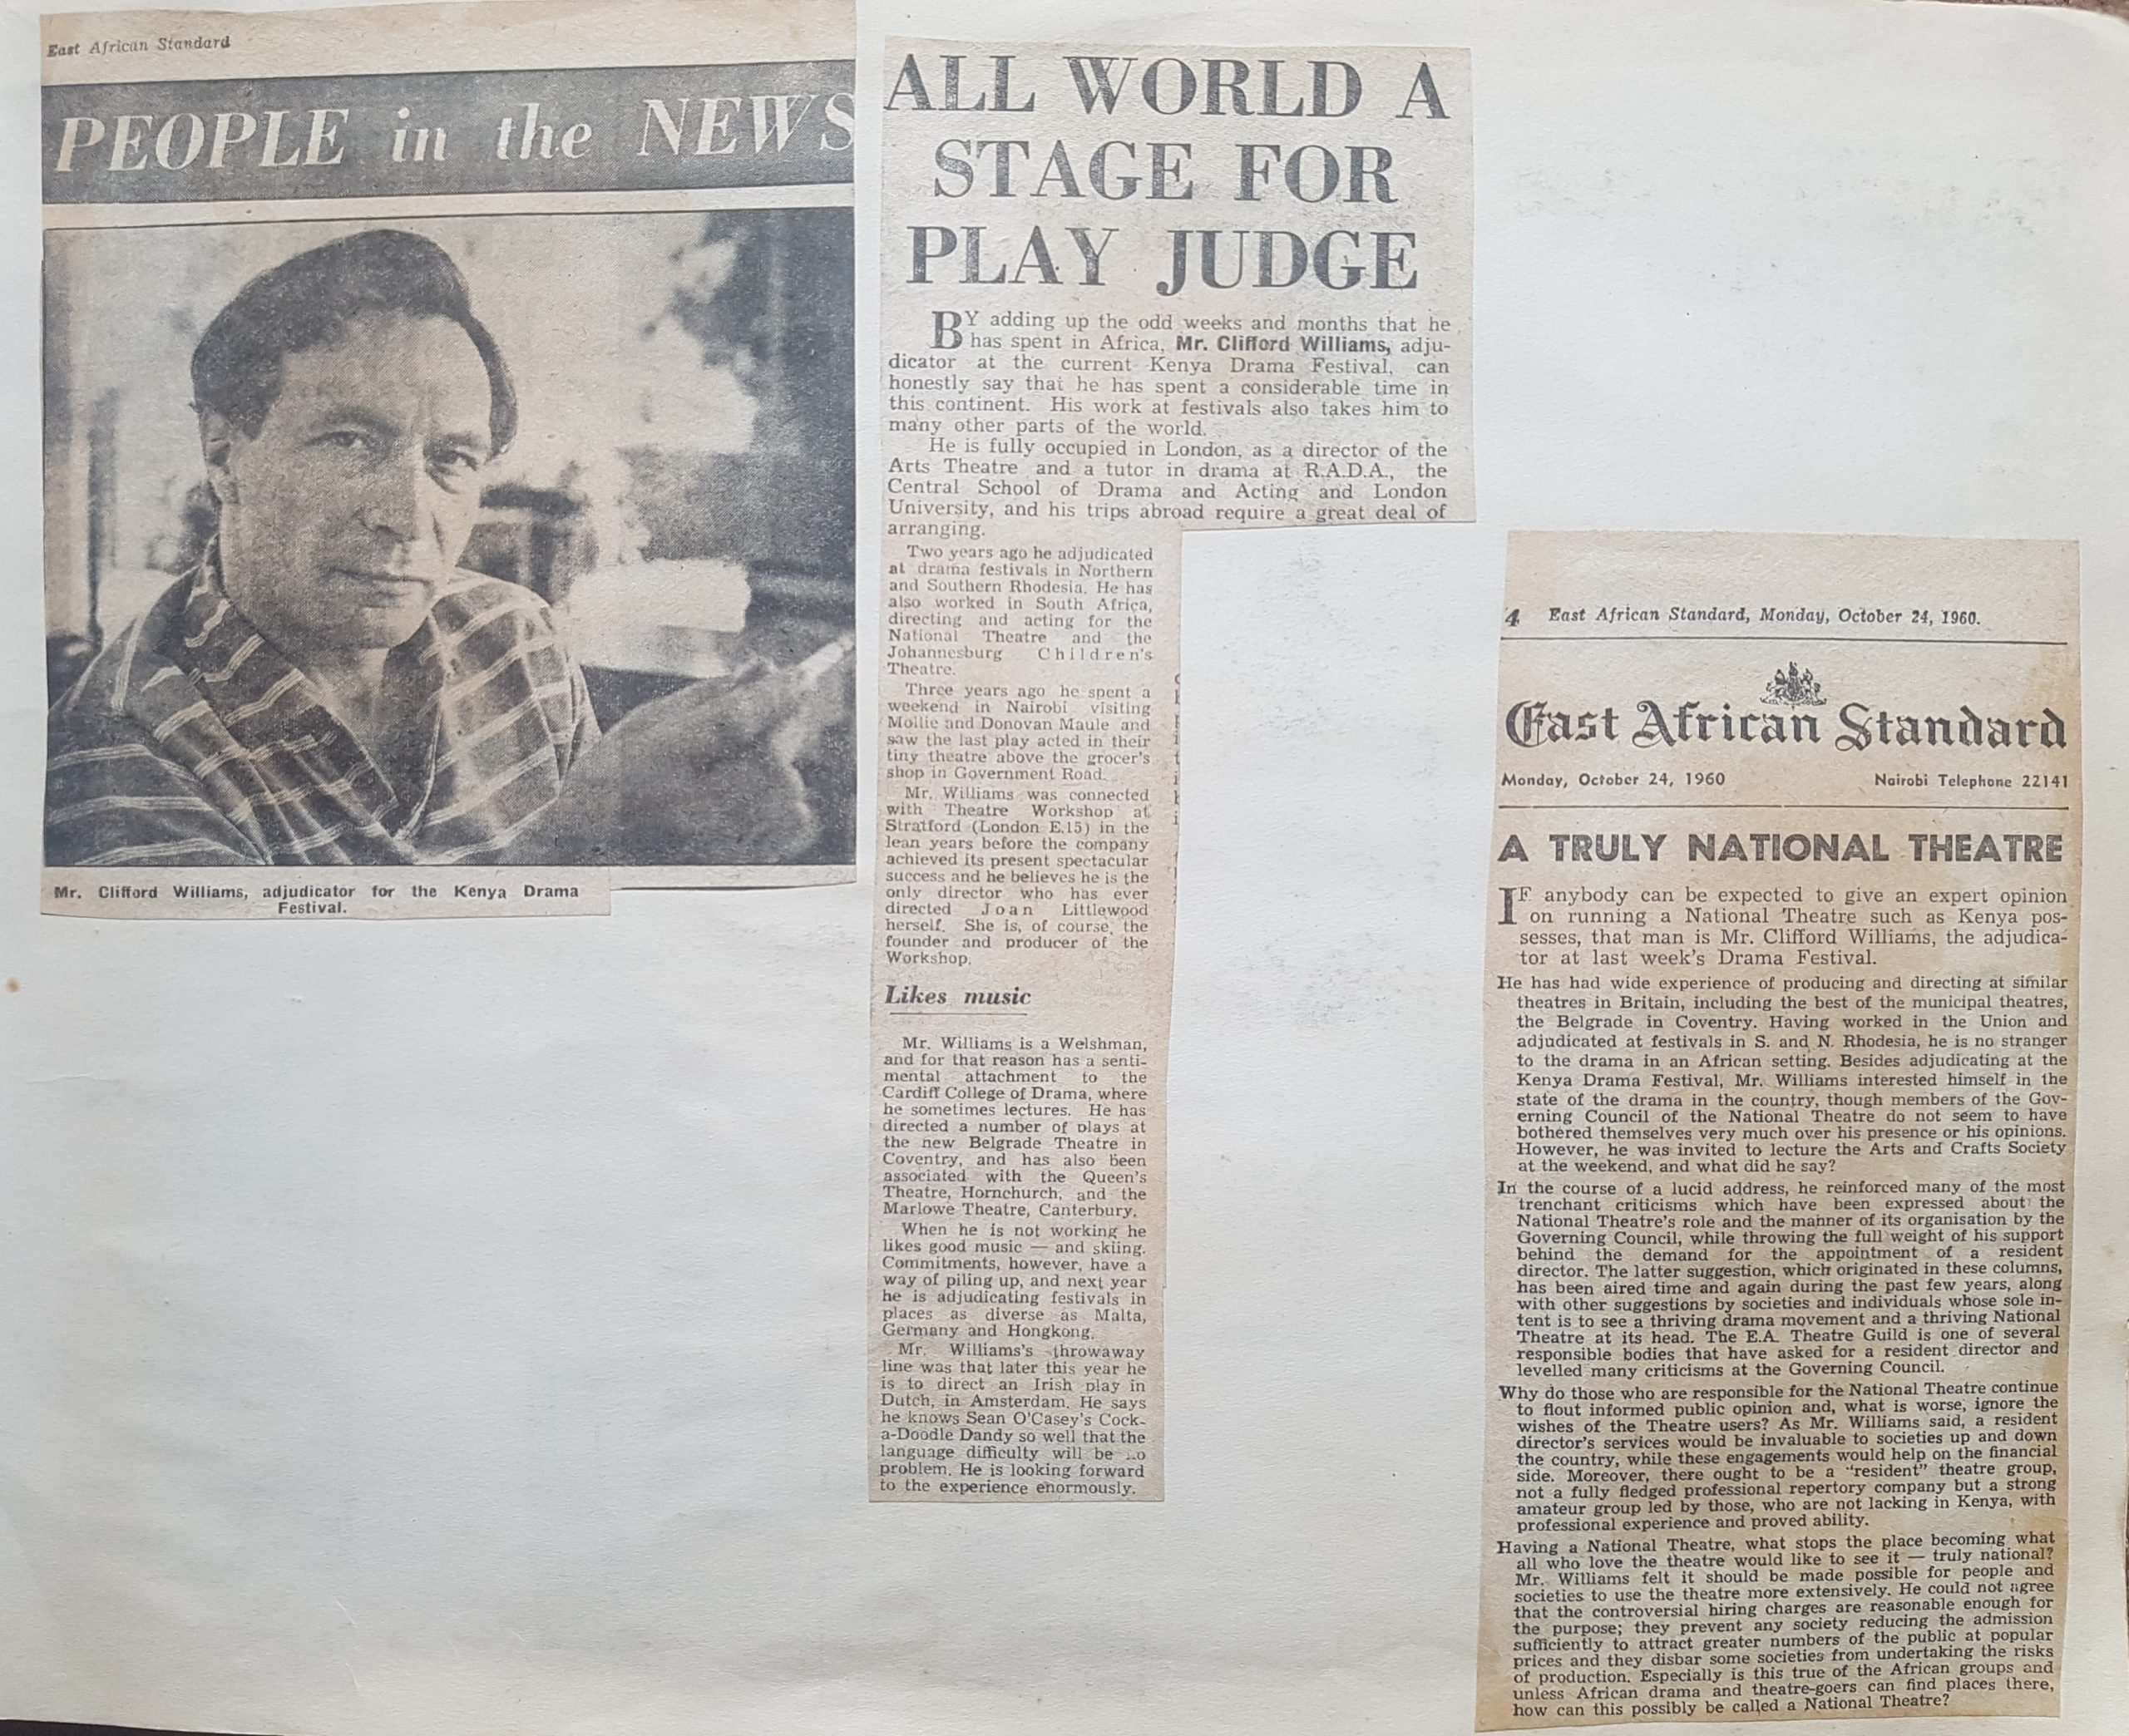 East African Standard
PEOPLE in the NEWS
Mr. Clifford Williams, adjudicator for the Kenya Drama
Festival.
ALL WORLD A
STAGE FOR
PLAY JUDGE
BY adding up the odd weeks and months that he
has spent in Africa, Mr. Clifford Williams, adju-
dicator at the current Kenya Drama Festival, can
honestly say that he has spent a considerable time in
this continent. His work at festivals also takes him to
many other parts of the world.
He is fully occupied in London, as a director of the
Arts Theatre and a tutor in drama at R.A.D.A., the
Central School of Drama and Acting and London
University, and his trips abroad require a great deal of
arranging.
Two years ago he adjudicated
at drama festivals in Northern
and Southern Rhodesia. He has
also worked in South Africa,
directing and acting for the
National Theatre and the
Johannesburg Children's
Theatre.
Three years ago he spent a
weekend in Nairobi visiting
Mollie and Donovan Maule and
saw the last play acted in their
tiny theatre above the grocer's
shop in Government Road.
Mr. Williams was connected
with Theatre Workshop at
Stratford (London E.15) in the
lean years before the company
achieved its present spectacular
success and he believes he is the
only director who has ever
directed Joan Littlewood
herself. She is, of course, the
founder and producer of the
Workshop.
Likes music
Mr. Williams is a Welshman,
and for that reason has a senti-
mental attachment to the
Cardiff College of Drama, where
he sometimes lectures. He has
directed a number of plays at
the new Belgrade Theatre in
Coventry, and has also been
associated with the Queen's
Theatre, Hornchurch, and the
Marlowe Theatre, Canterbury.
When he is not working he
likes good music — and skiing.
Commitments, however, have a
way of piling up, and next year
he is adjudicating festivals in
places as diverse as Malta,
Germany and Hongkong.
Mr. Williams's throwaway
line was that later this year he
is to direct an Irish play in
Dutch, in Amsterdam. He says
he knows Sean O'Casey's Cock-
a-Doodle Dandy so well that the
language difficulty will be no
problem. He is looking forward
to the experience enormously.
4 East African Standard, Monday, October 24, 1960.
East African Standard
Monday, October 24, 1960 Nairobi Telephone 22141
A TRULY NATIONAL THEATRE
IF anybody can be expected to give an expert opinion
on running a National Theatre such as Kenya pos-
sesses, that man is Mr. Clifford Williams, the adjudica-
tor at last week's Drama Festival.
He has had wide experience of producing and directing at similar
theatres in Britain, including the best of the municipal theatres,
the Belgrade in Coventry. Having worked in the Union and
adjudicated at festivals in S. and N. Rhodesia, he is no stranger
to the drama in an African setting. Besides adjudicating at the
Kenya Drama Festival, Mr. Williams interested himself in the
state of the drama in the country, though members of the Gov-
erning Council of the National Theatre do not seem to have
bothered themselves very much over his presence or his opinions.
However, he was invited to lecture the Arts and Crafts Society
at the weekend, and what did he say?
In the course of a lucid address, he reinforced many of the most
trenchant criticisms which have been expressed about the
National Theatre's role and the manner of its organisation by the
Governing Council, while throwing the full weight of his support
behind the demand for the appointment of a resident
director. The latter suggestion, which originated in these columns,
has been aired time and again during the past few years, along
with other suggestions by societies and individuals whose sole in-
tent is to see a thriving drama movement and a thriving National
Theatre at its head. The E.A. Theatre Guild is one of several
responsible bodies that have asked for a resident director and
levelled many criticisms at the Governing Council.
Why do those who are responsible for the National Theatre continue
to flout informed public opinion and, what is worse, ignore the
wishes of the Theatre users? As Mr. Williams said, a resident
director's services would be invaluable to societies up and down
the country, while these engagements would help on the financial
side. Moreover, there ought to be a "resident" theatre group,
not a fully fledged professional repertory company but a strong
amateur group led by those, who are not lacking in Kenya, with
professional experience and proved ability.
Having a National Theatre, what stops the place becoming what
all who love the theatre would like to see it — truly national?
Mr. Williams felt it should be made possible for people and
societies to use the theatre more extensively. He could not agree
that the controversial hiring charges are reasonable enough for
the purpose; they prevent any society reducing the admission
sufficiently to attract greater numbers of the public at popular
prices and they disbar some societies from undertaking the risks
of production. Especially is this true of the African groups and
unless African drama and theatre-goers can find places there,
how can this possibly be called a National Theatre?